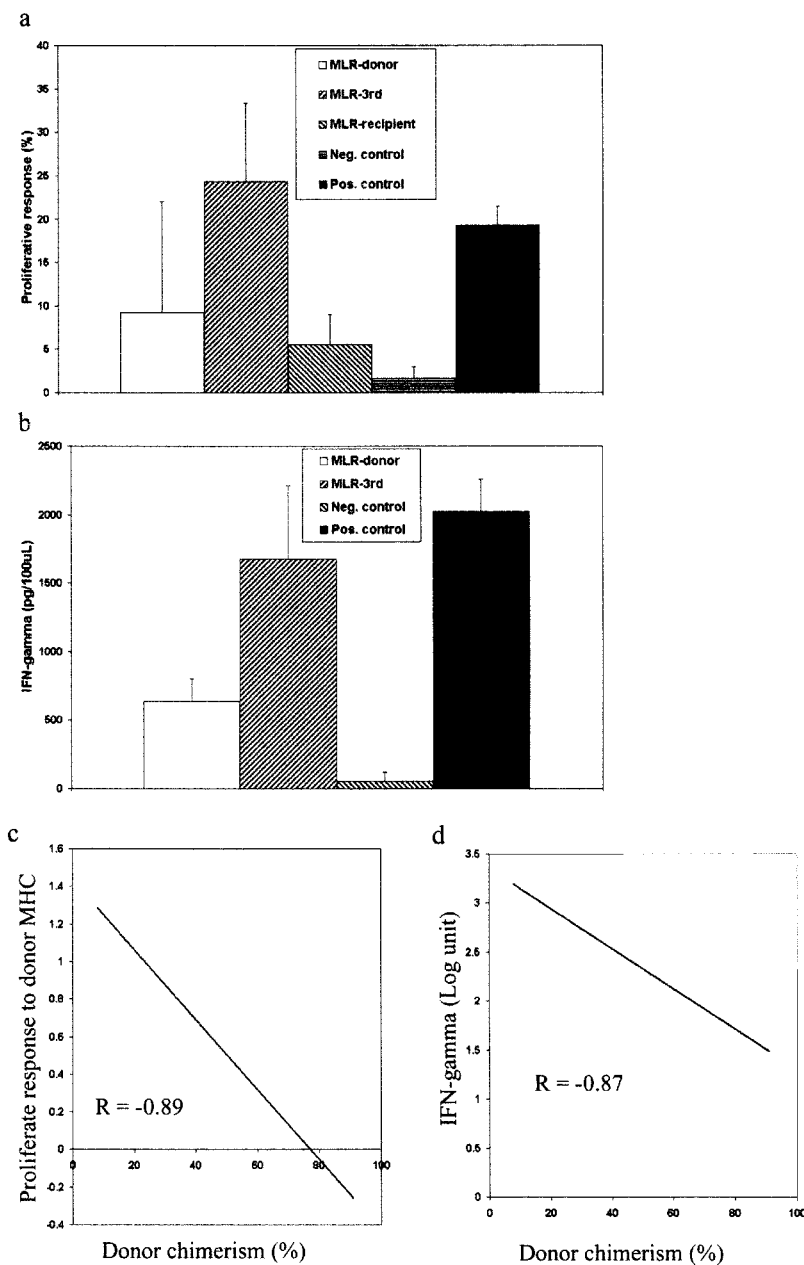 a
40
35
30
25
20
15
10
5
0
Proliferative response (%)
MLR-donor
MLR-3rd
MLR-recipient
Neg. control
Pos. control
b
2500
2000
1500
1000
500
0
IFN-gamma (pg/100uL)
MLR-donor
MLR-3rd
Neg. control
Pos. control
c
1.6
1.4
1.2
1
0.8
0.6
0.4
0.2
0
-0.2
-0.4
Proliferate response to donor MHC
R = -0.89
0 20 40 60 80 100
Donor chimerism (%)
d
3.5
3
2.5
2
1.5
1
0.5
0
IFN-gamma (Log unit)
R = -0.87
0 20 40 60 80 100
Donor chimerism (%)